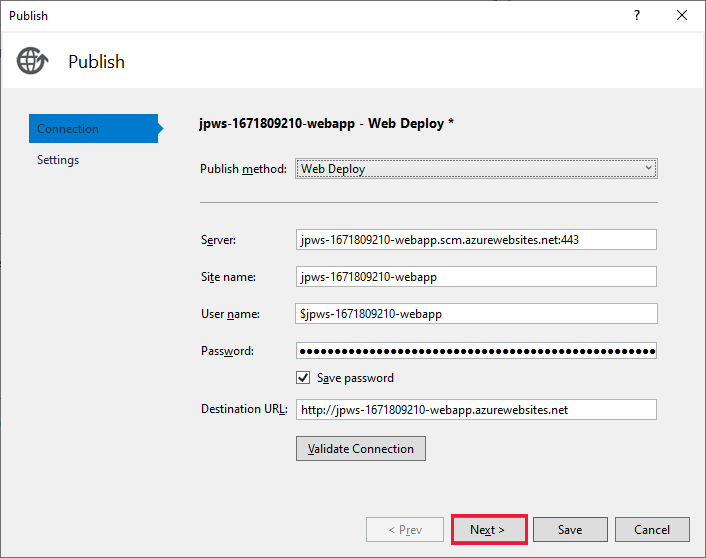 Publish
?
Publish
Connection
Settings
jpws-1671809210-webapp - Web Deploy *
Publish method: Web Deploy
Server: jpws-1671809210-webapp.scm.azurewebsites.net:443
Site name: jpws-1671809210-webapp
User name: $jpws-1671809210-webapp
Password: ●●●●●●●●●●●●●●●●●●●●●●●●●●●●●●●●●●●●●●●●●●●●●●●●●●●
Save password
Destination URL: http://jpws-1671809210-webapp.azurewebsites.net
Validate Connection
< Prev Next > Save Cancel